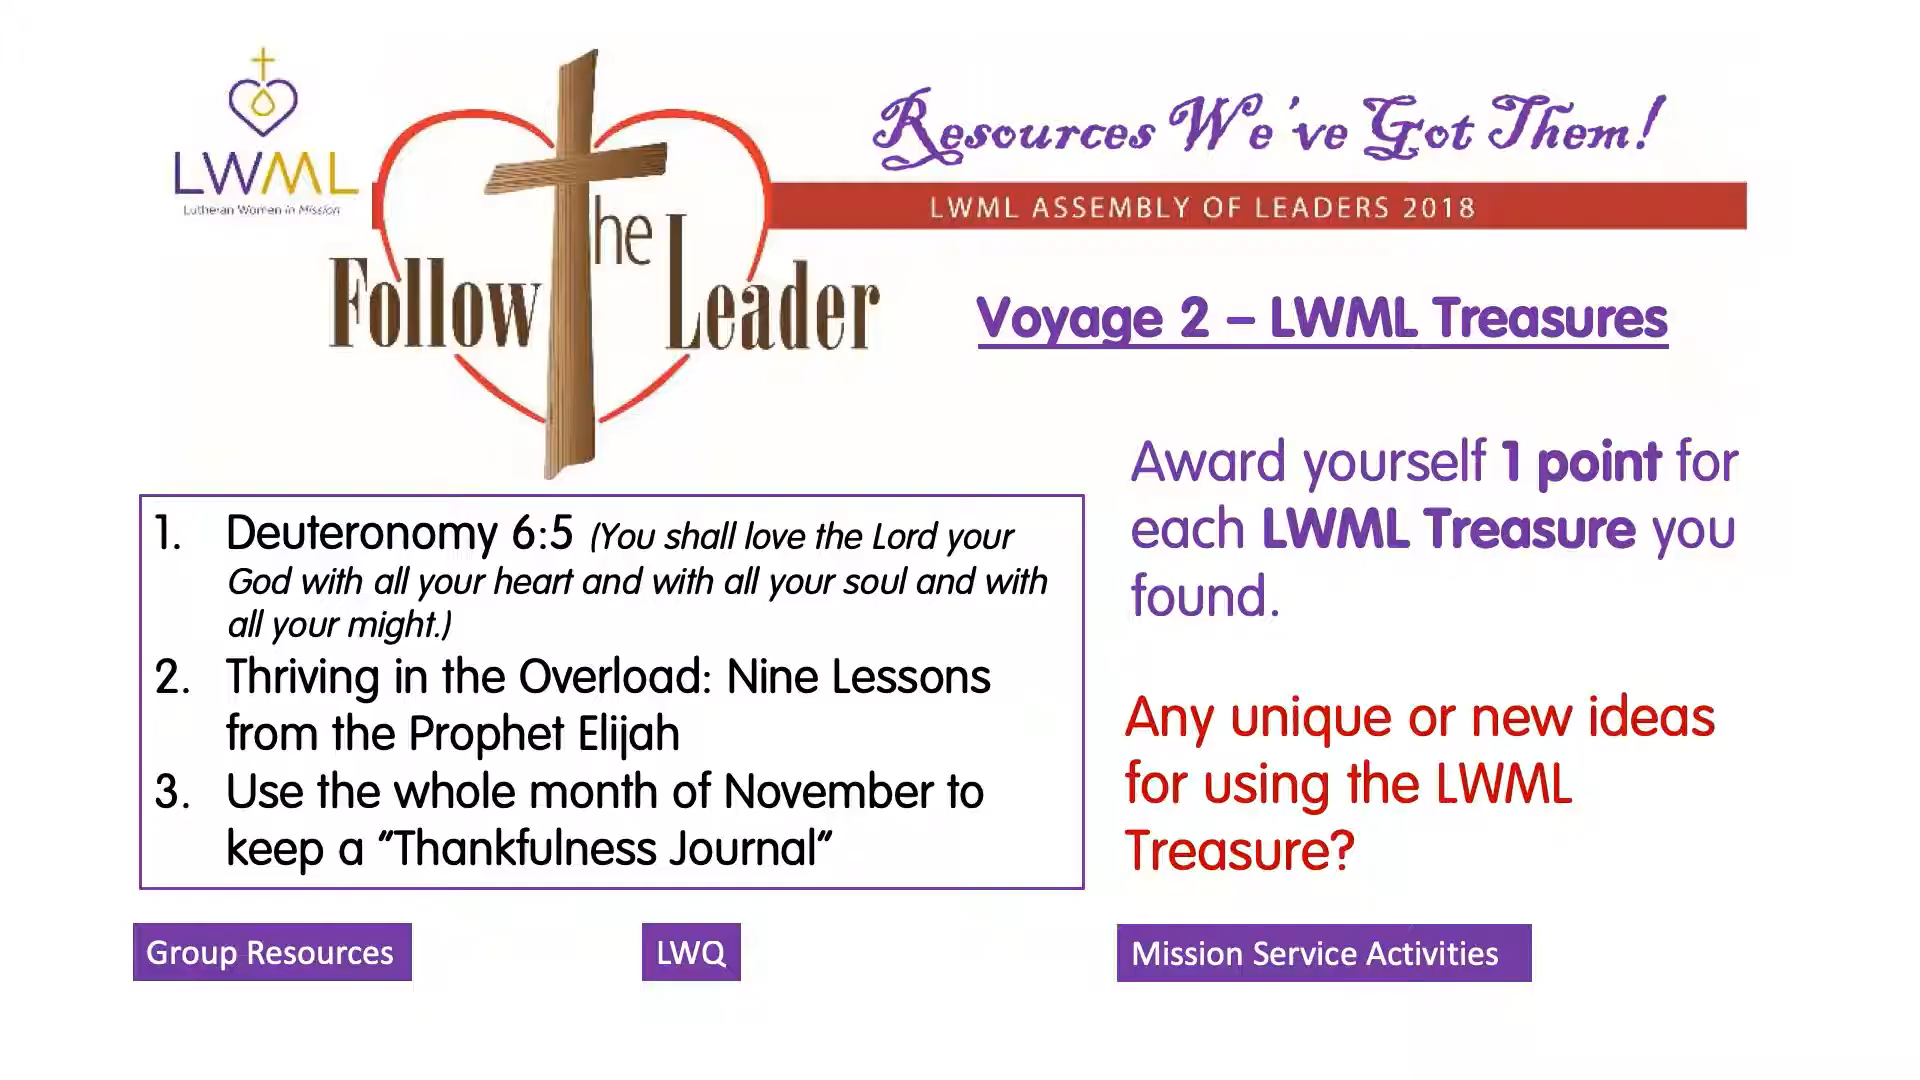 LWML
Lutheran Women in Mission
Resources We've Got Them!
LWML ASSEMBLY OF LEADERS 2018
Follow the Leader
Voyage 2 – LWML Treasures
Award yourself 1 point for
each LWML Treasure you
found.
1. Deuteronomy 6:5 (You shall love the Lord your
God with all your heart and with all your soul and with
all your might.)
2. Thriving in the Overload: Nine Lessons
from the Prophet Elijah
3. Use the whole month of November to
keep a “Thankfulness Journal”
Any unique or new ideas
for using the LWML
Treasure?
Group Resources
LWQ
Mission Service Activities